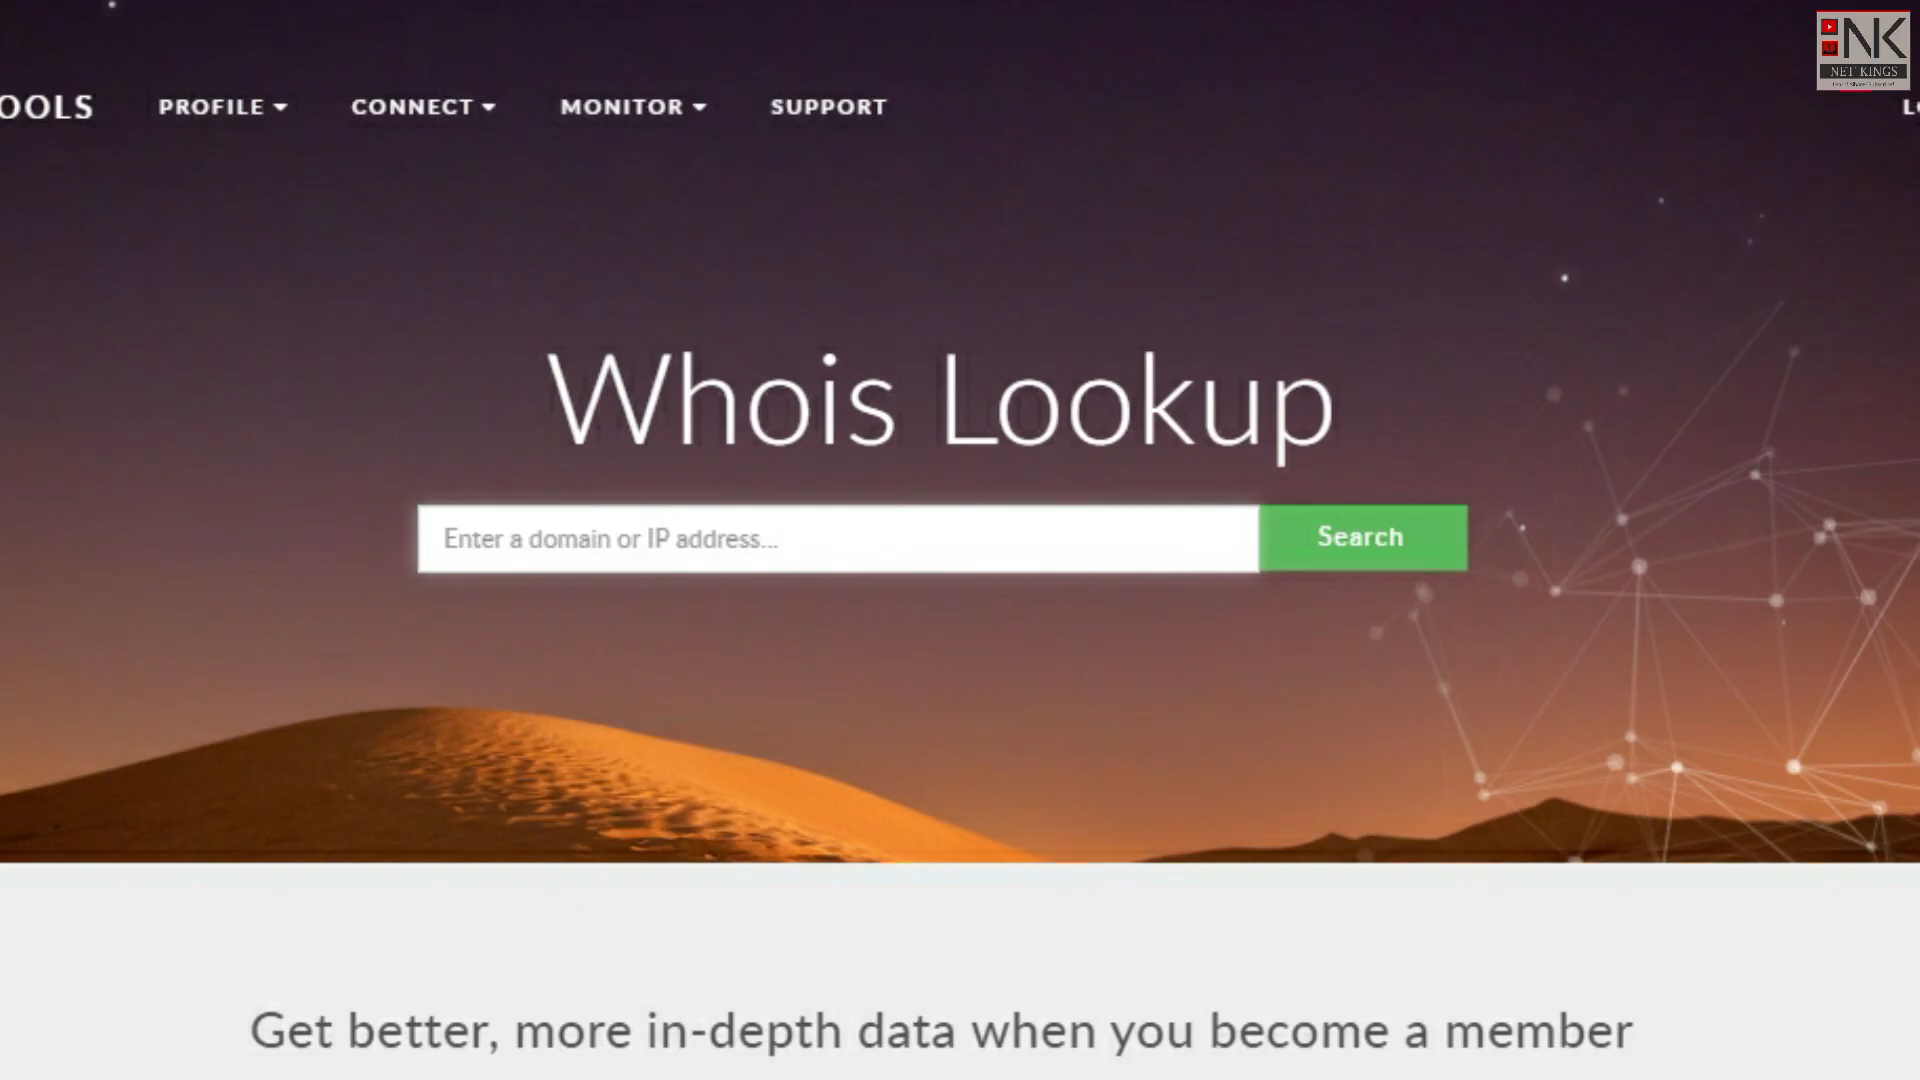 OOLS PROFILE CONNECT MONITOR SUPPORT
NK
NET KINGS
Whois Lookup
Enter a domain or IP address...
Search
Get better, more in-depth data when you become a member